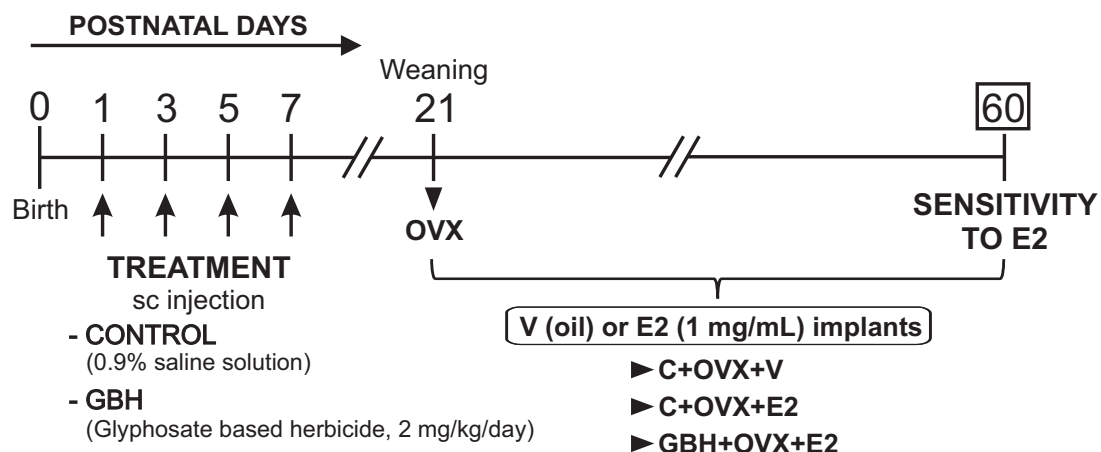 POSTNATAL DAYS
Weaning
0 1 3 5 7 21 60
Birth
OVX
SENSITIVITY
TO E2
TREATMENT
sc injection
- CONTROL
(0.9% saline solution)
- GBH
(Glyphosate based herbicide, 2 mg/kg/day)
V (oil) or E2 (1 mg/mL) implants
C+OVX+V
C+OVX+E2
GBH+OVX+E2